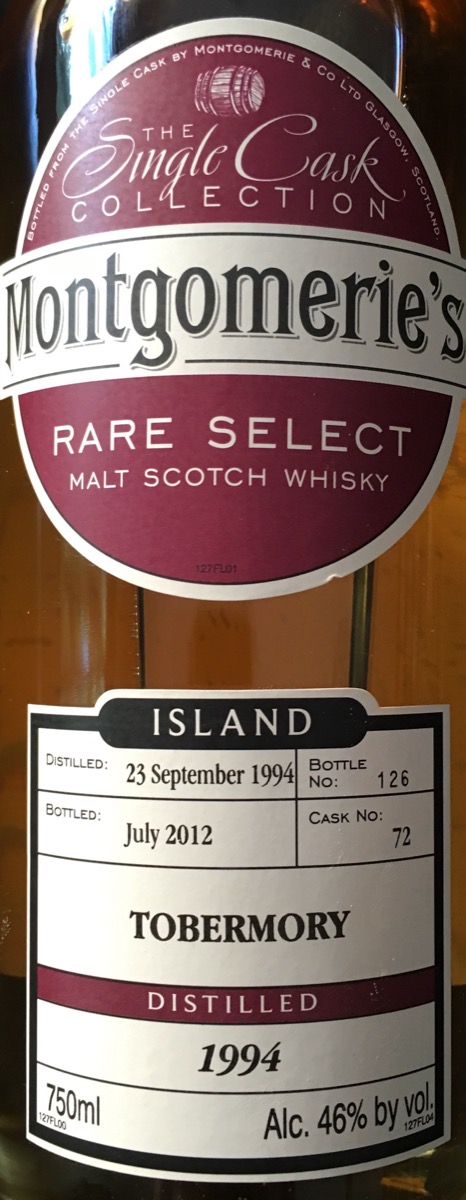 BOTTLED FROM THE SINGLE CASK BY MONTGOMERIE & CO LTD GLASGOW, SCOTLAND.
THE
Single Cask
COLLECTION
Montgomerie's
RARE SELECT
MALT SCOTCH WHISKY
127FL01
ISLAND
DISTILLED: 23 September 1994
BOTTLE
NO: 126
BOTTLED: July 2012
CASK NO:
72
TOBERMORY
DISTILLED
1994
750ml
127FL00
Alc. 46% by vol.
127FL04